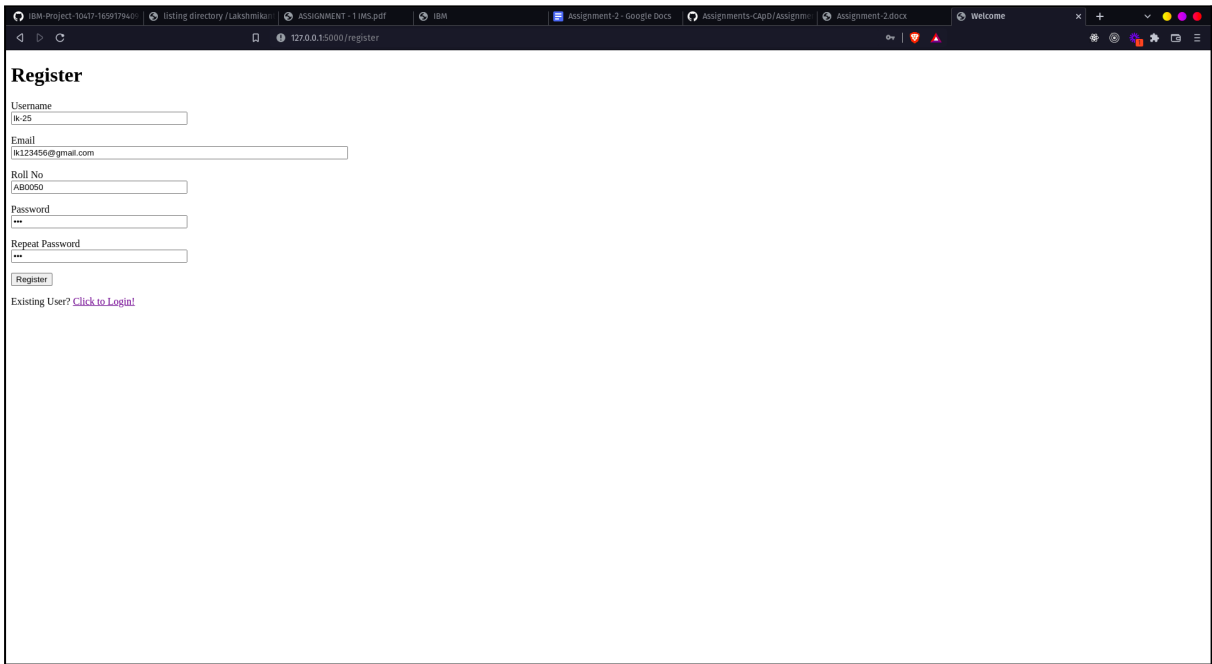 IBM-Project-10417-1659179409
listing directory /Lakshmikan
ASSIGNMENT - 1 IMS.pdf
IBM
Assignment-2 - Google Docs
Assignments-CApD/Assignme
Assignment-2.docx
Welcome
127.0.0.1:5000/register
Register
Username
lk-25
Email
lk123456@gmail.com
Roll No
AB0050
Password
•••
Repeat Password
•••
Register
Existing User? Click to Login!